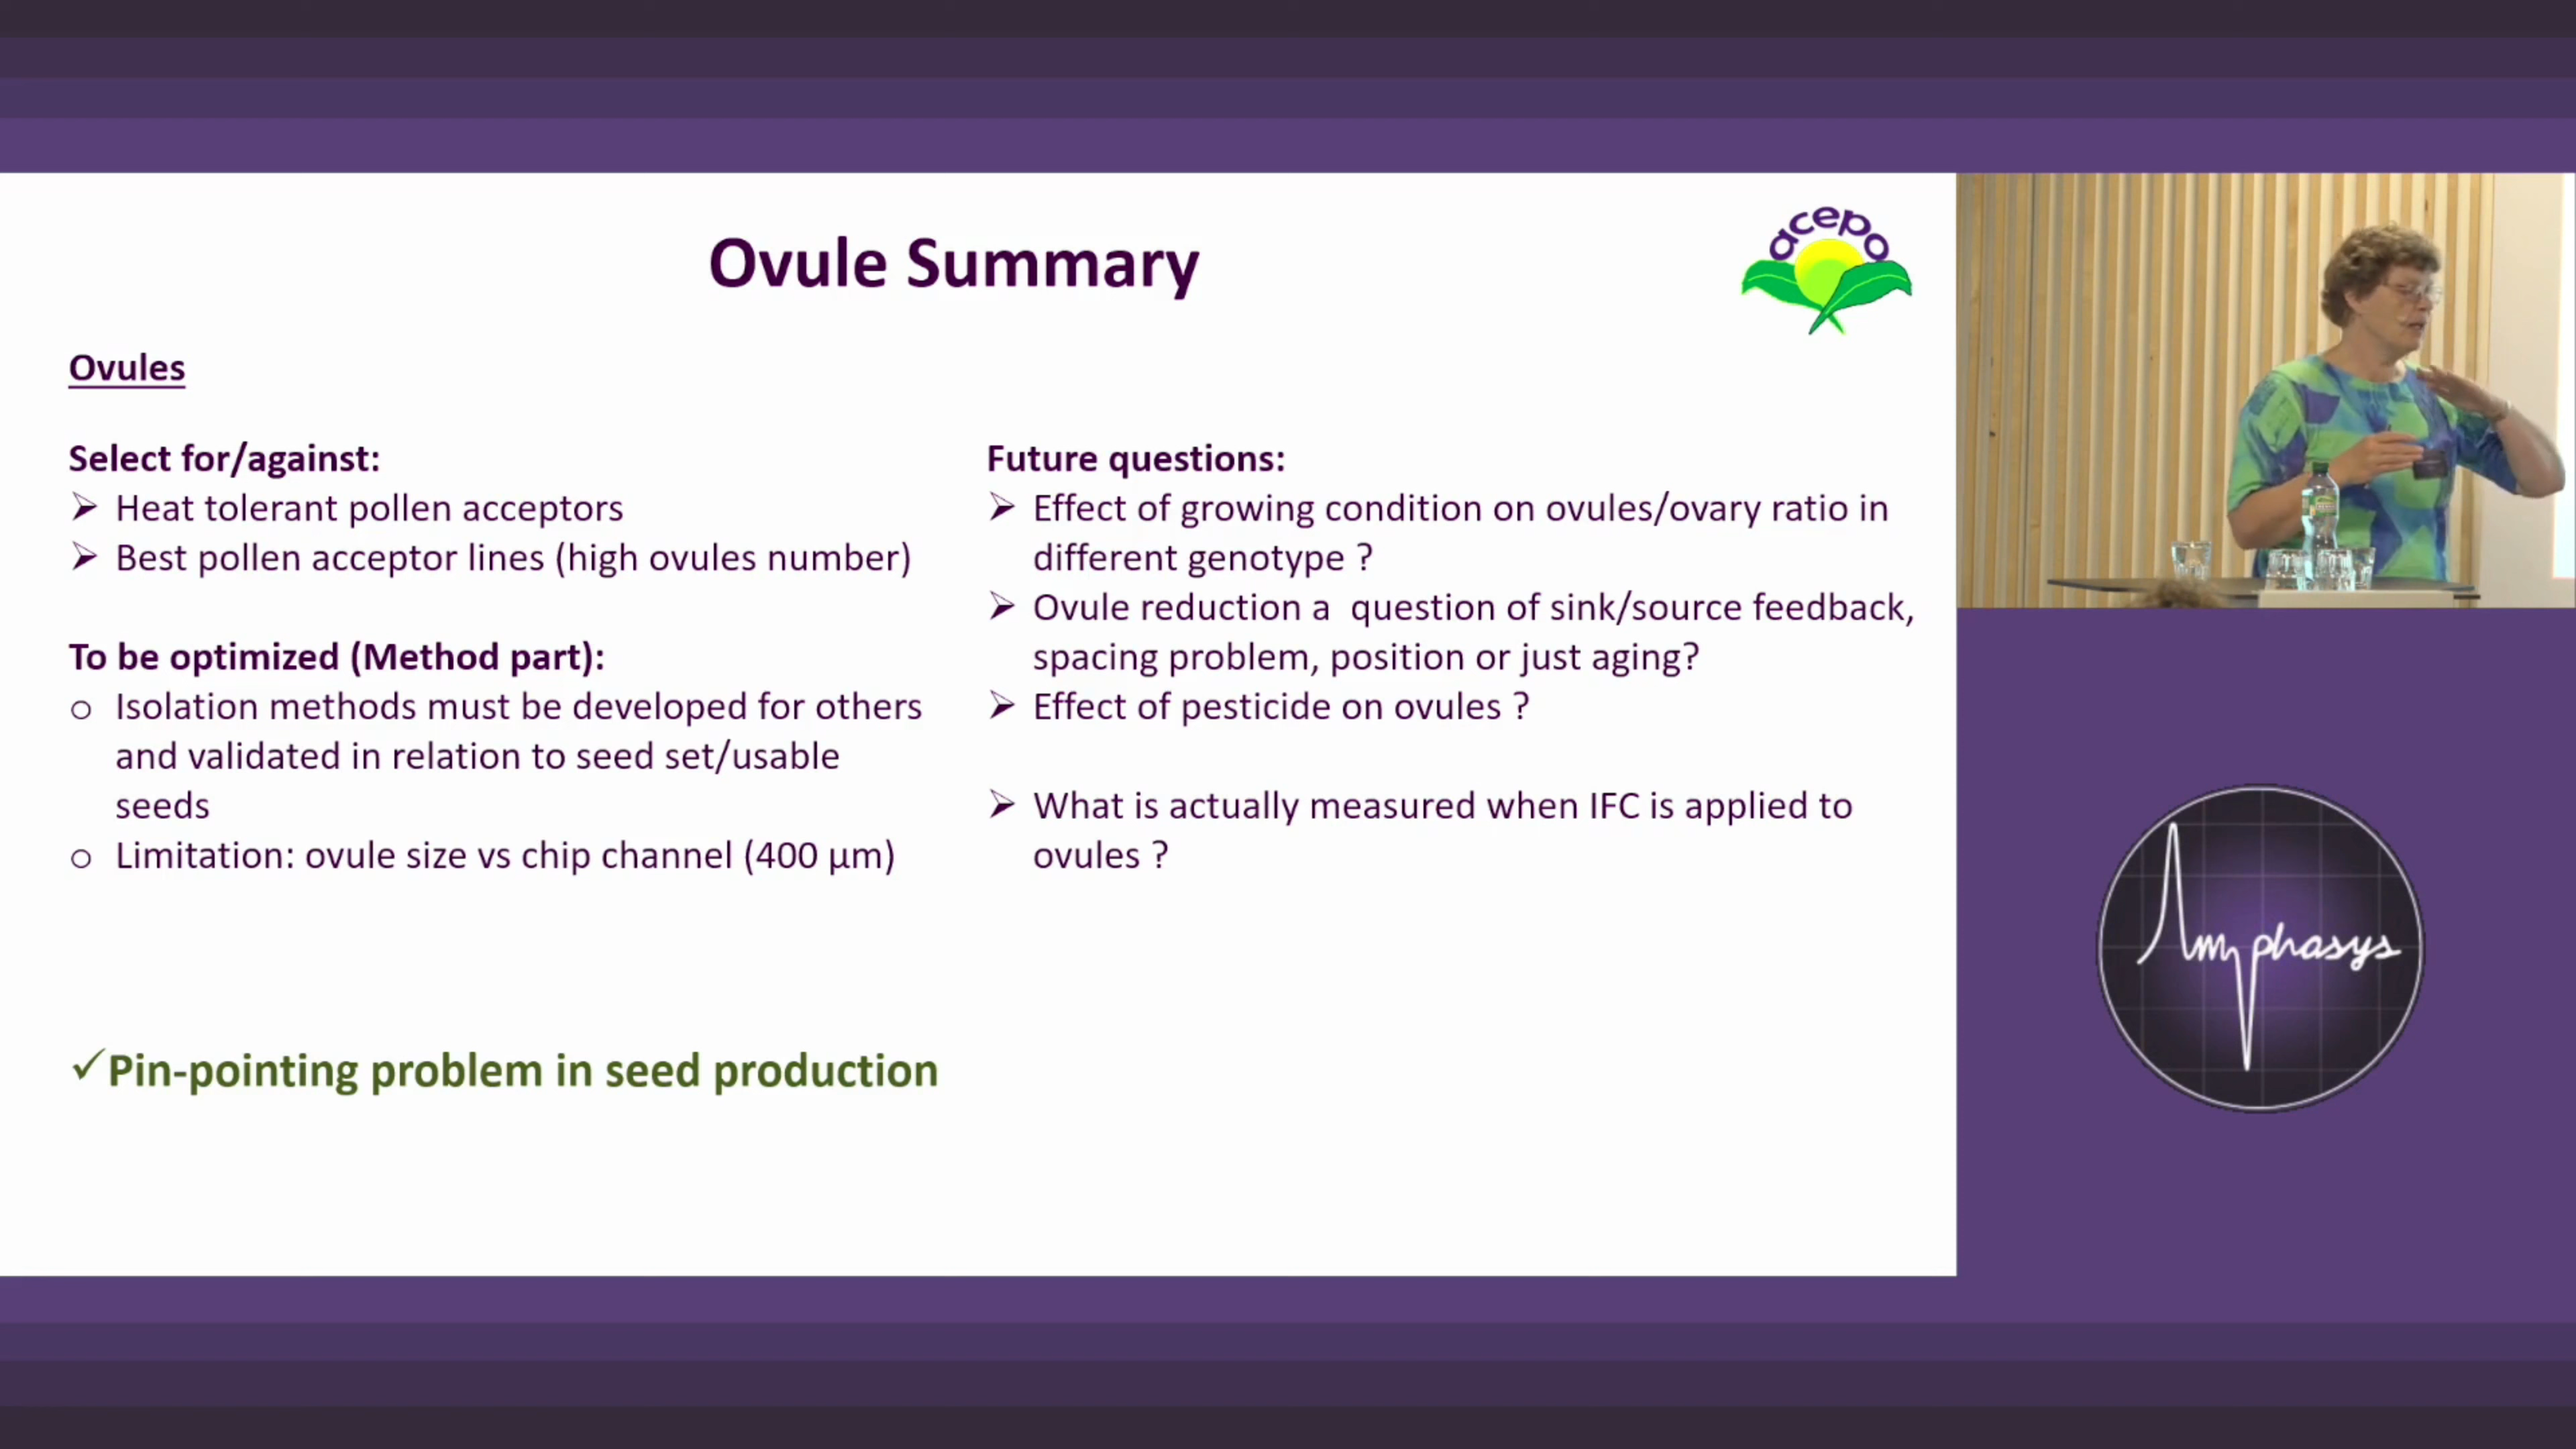 Ovule Summary
acepo
Ovules
Select for/against:
➢ Heat tolerant pollen acceptors
➢ Best pollen acceptor lines (high ovules number)
To be optimized (Method part):
o Isolation methods must be developed for others
and validated in relation to seed set/usable
seeds
o Limitation: ovule size vs chip channel (400 µm)
Future questions:
➢ Effect of growing condition on ovules/ovary ratio in
different genotype ?
➢ Ovule reduction a  question of sink/source feedback,
spacing problem, position or just aging?
➢ Effect of pesticide on ovules ?
➢ What is actually measured when IFC is applied to
ovules ?
✓Pin-pointing problem in seed production
Amphasys